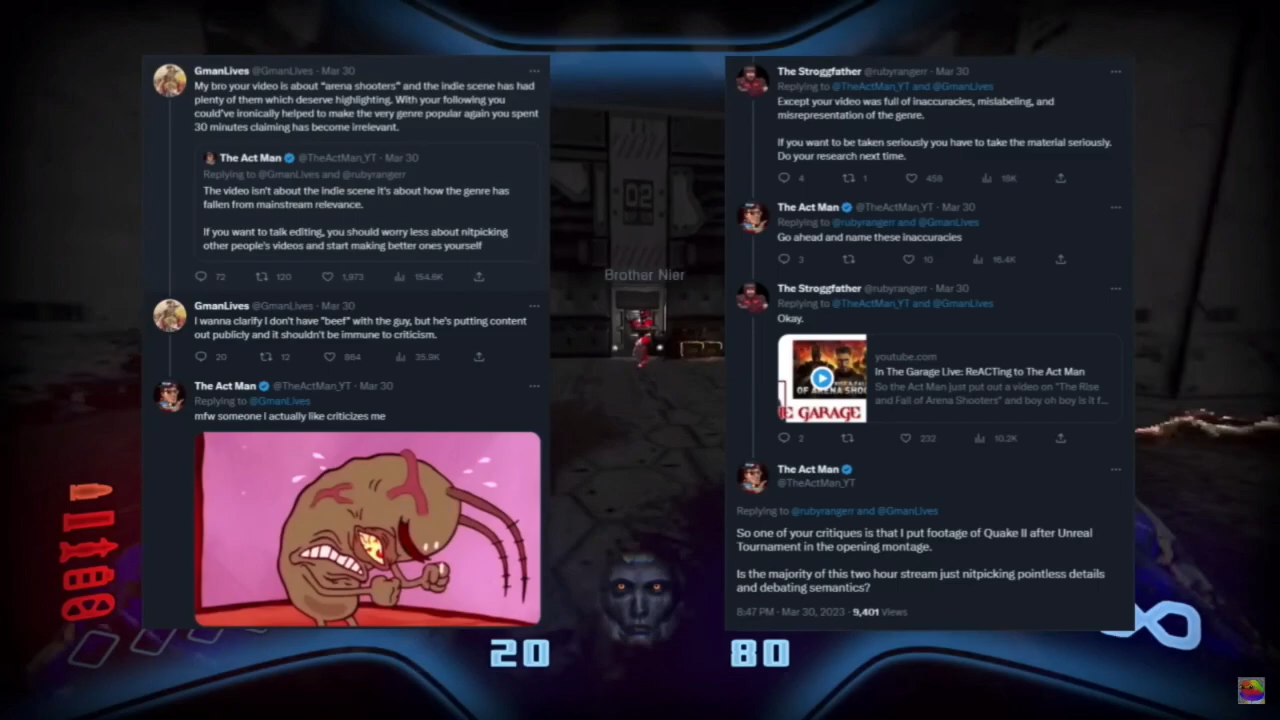 GmanLives @GmanLives · Mar 30
My bro your video is about "arena shooters" and the indie scene has had
plenty of them which deserve highlighting. With your following you
could've ironically helped to make the very genre popular again you spent
30 minutes claiming has become irrelevant.
The Act Man @TheActMan_YT · Mar 30
Replying to @GmanLives and @rubyrangerr
The video isn't about the indie scene it's about how the genre has
fallen from mainstream relevance.
If you want to talk editing, you should worry less about nitpicking
other people's videos and start making better ones yourself
72 120 1,973 154.6K
GmanLives @GmanLives · Mar 30
I wanna clarify I don't have "beef" with the guy, but he's putting content
out publicly and it shouldn't be immune to criticism.
20 12 864 35.9K
The Act Man @TheActMan_YT · Mar 30
Replying to @GmanLives
mfw someone I actually like criticizes me
The Stroggfather @rubyrangerr · Mar 30
Replying to @TheActMan_YT and @GmanLives
Except your video was full of inaccuracies, mislabeling, and
misrepresentation of the genre.
If you want to be taken seriously you have to take the material seriously.
Do your research next time.
4 1 458 18K
The Act Man @TheActMan_YT · Mar 30
Replying to @rubyrangerr and @GmanLives
Go ahead and name these inaccuracies
3 10 16.4K
The Stroggfather @rubyrangerr · Mar 30
Replying to @TheActMan_YT and @GmanLives
Okay.
OF ARENA SHOO
E GARAGE
youtube.com
In The Garage Live: ReACTing to The Act Man
So the Act Man just put out a video on "The Rise
and Fall of Arena Shooters" and boy oh boy is it f...
2 232 10.2K
The Act Man
@TheActMan_YT
Replying to @rubyrangerr and @GmanLives
So one of your critiques is that I put footage of Quake II after Unreal
Tournament in the opening montage.
Is the majority of this two hour stream just nitpicking pointless details
and debating semantics?
8:47 PM · Mar 30, 2023 · 9,401 Views
02
Brother Nier
20
80